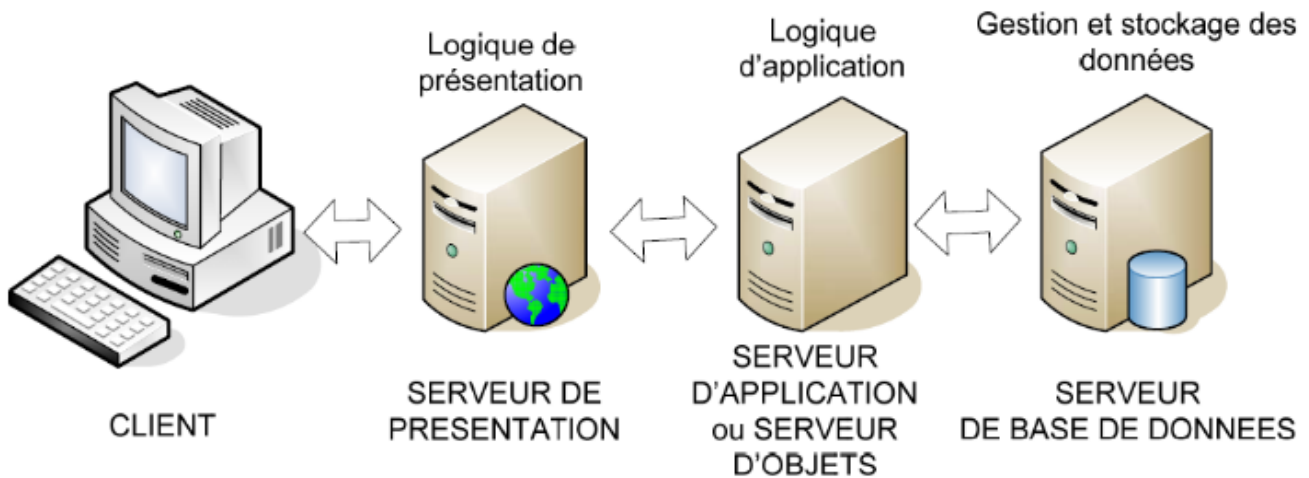 Logique de
présentation
Logique
d'application
Gestion et stockage des
données
CLIENT
SERVEUR DE
PRESENTATION
SERVEUR
D'APPLICATION
ou SERVEUR
D'OBJETS
SERVEUR
DE BASE DE DONNEES